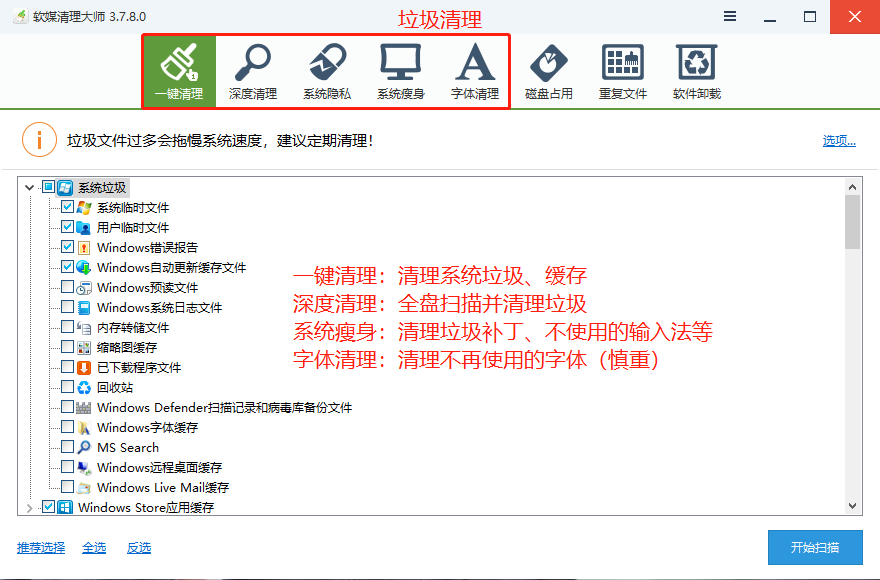 软媒清理大师 3.7.8.0
垃圾清理
一键清理 深度清理 系统隐私 系统瘦身 字体清理 磁盘占用 重复文件 软件卸载
垃圾文件过多会拖慢系统速度，建议定期清理！
选项...
系统垃圾
系统临时文件
用户临时文件
Windows错误报告
Windows自动更新缓存文件
Windows预读文件
Windows系统日志文件
内存转储文件
缩略图缓存
已下载程序文件
回收站
Windows Defender扫描记录和病毒库备份文件
Windows字体缓存
MS Search
Windows远程桌面缓存
Windows Live Mail缓存
Windows Store应用缓存
一键清理：清理系统垃圾、缓存
深度清理：全盘扫描并清理垃圾
系统瘦身：清理垃圾补丁、不使用的输入法等
字体清理：清理不再使用的字体（慎重）
推荐选择 全选 反选
开始扫描